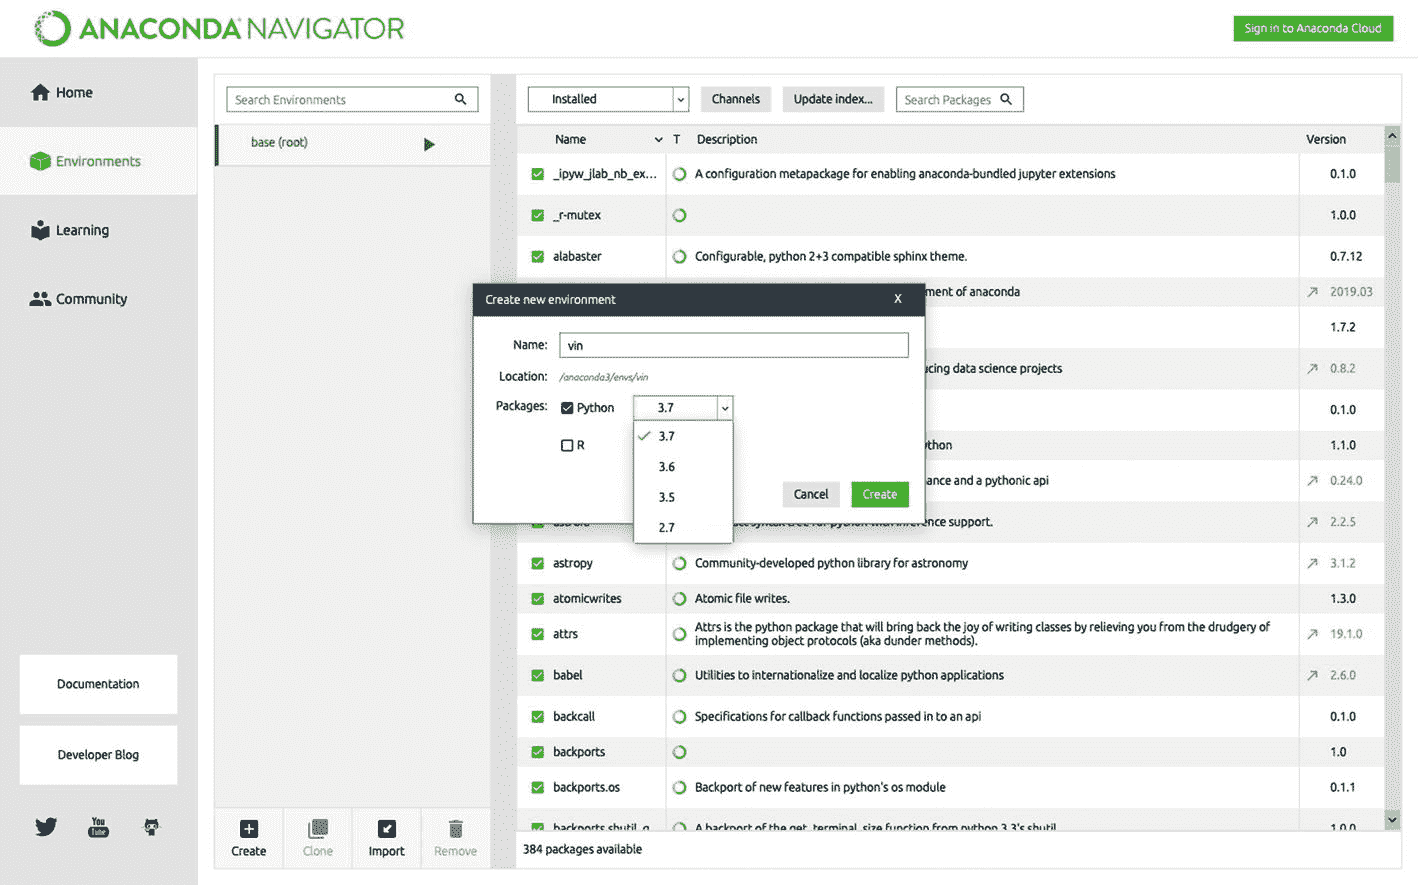 ANACONDA NAVIGATOR
Sign in to Anaconda Cloud
Home
Environments
Learning
Community
Documentation
Developer Blog
You
Tube
Search Environments
base (root)
Create
Clone
Import
Remove
Installed
Channels
Update index...
Search Packages
Name T Description Version
_ipyw_jlab_nb_ex... A configuration metapackage for enabling anaconda-bundled jupyter extensions 0.1.0
_r-mutex 1.0.0
alabaster Configurable, python 2+3 compatible sphinx theme. 0.7.12
of anaconda 2019.03
1.7.2
data science projects 0.8.2
0.1.0
1.1.0
and a pythonic api 0.24.0
support. 2.2.5
astropy Community-developed python library for astronomy 3.1.2
atomicwrites Atomic file writes. 1.3.0
attrs Attrs is the python package that will bring back the joy of writing classes by relieving you from the drudgery of 19.1.0
implementing object protocols (aka dunder methods).
babel Utilities to internationalize and localize python applications 2.6.0
backcall Specifications for callback functions passed in to an api 0.1.0
backports 1.0
backports.os Backport of new features in python's os module 0.1.1
backports.shutil_g... A backport of the get_terminal_size function from python 3.3's shutil. 1.0.0
384 packages available
Create new environment X
Name: vin
Location: /anaconda3/envs/vin
Packages: Python 3.7
R
3.7
3.6
3.5
2.7
Cancel
Create